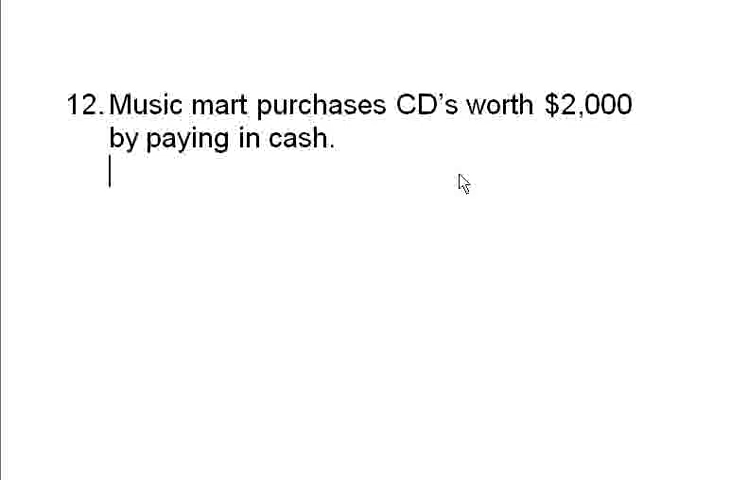 12. Music mart purchases CD's worth $2,000
by paying in cash.